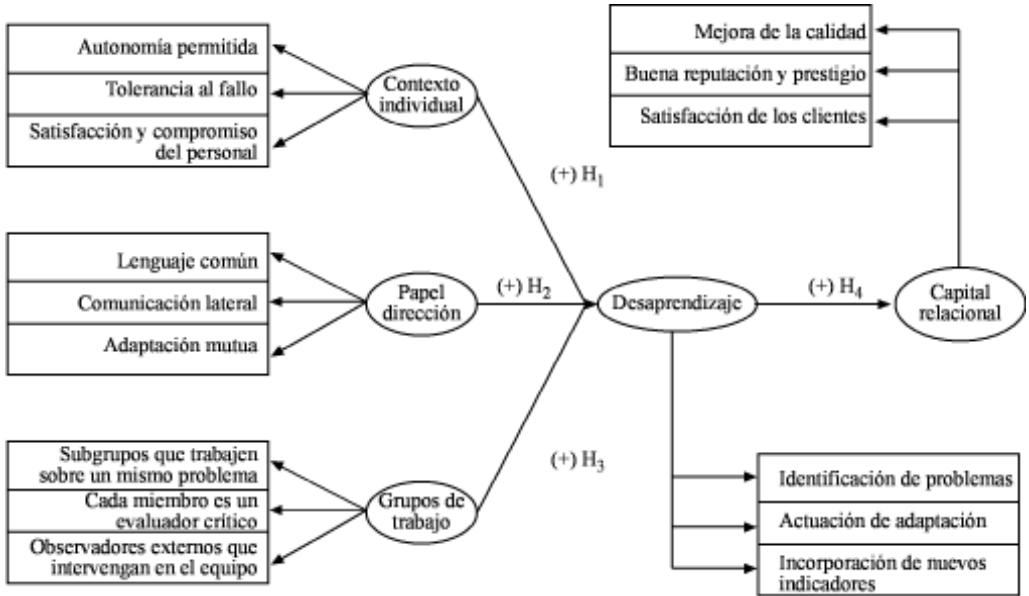 Autonomía permitida
Tolerancia al fallo
Satisfacción y compromiso
del personal
Contexto
individual
Mejora de la calidad
Buena reputación y prestigio
Satisfacción de los clientes
(+) H1
Lenguaje común
Comunicación lateral
Adaptación mutua
Papel
dirección
(+) H2
Desaprendizaje
(+) H4
Capital
relacional
Subgrupos que trabajen
sobre un mismo problema
Cada miembro es un
evaluador crítico
Observadores externos que
intervengan en el equipo
Grupos de
trabajo
(+) H3
Identificación de problemas
Actuación de adaptación
Incorporación de nuevos
indicadores